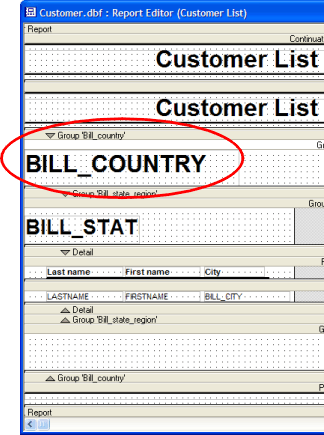 Customer.dbf : Report Editor (Customer List)
Report
Continuat
Customer List
Customer List
Group 'Bill_country'
Gr
BILL_COUNTRY
Group 'Bill_state_region'
Grou
BILL_STAT
Detail
Last name First name City
LASTNAME FIRSTNAME BILL_CITY
Detail
Group 'Bill_state_region'
G
Group 'Bill_country'
P
Report